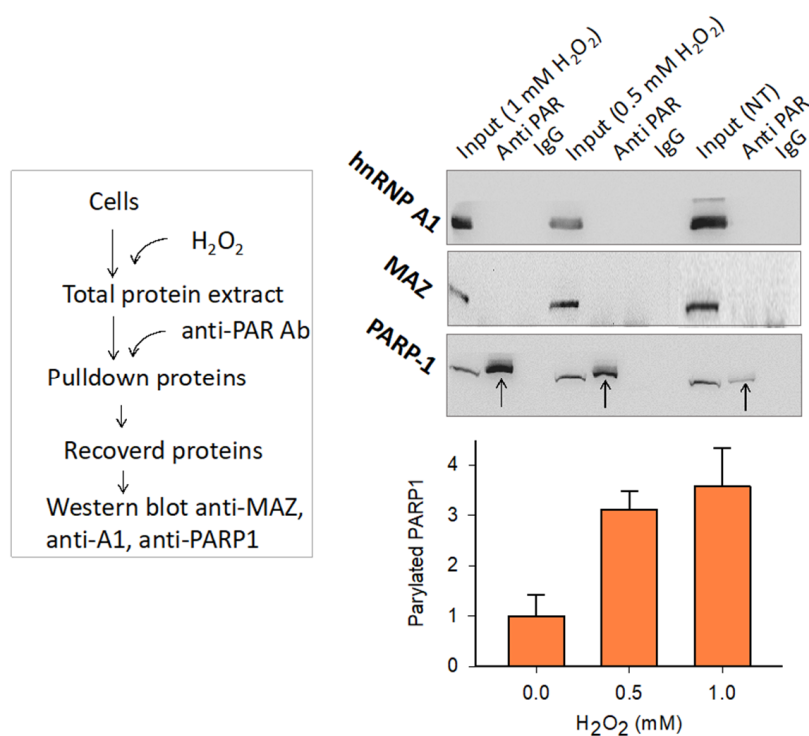 Cells
H₂O₂
Total protein extract
anti-PAR Ab
Pulldown proteins
Recoverd proteins
Western blot anti-MAZ,
anti-A1, anti-PARP1
Input (1 mM H₂O₂)
Anti PAR
IgG
Input (0.5 mM H₂O₂)
Anti PAR
IgG
Input (NT)
Anti PAR
IgG
hnRNP A1
MAZ
PARP-1
Parylated PARP1
4
3
2
1
0
0.0 0.5 1.0
H₂O₂ (mM)